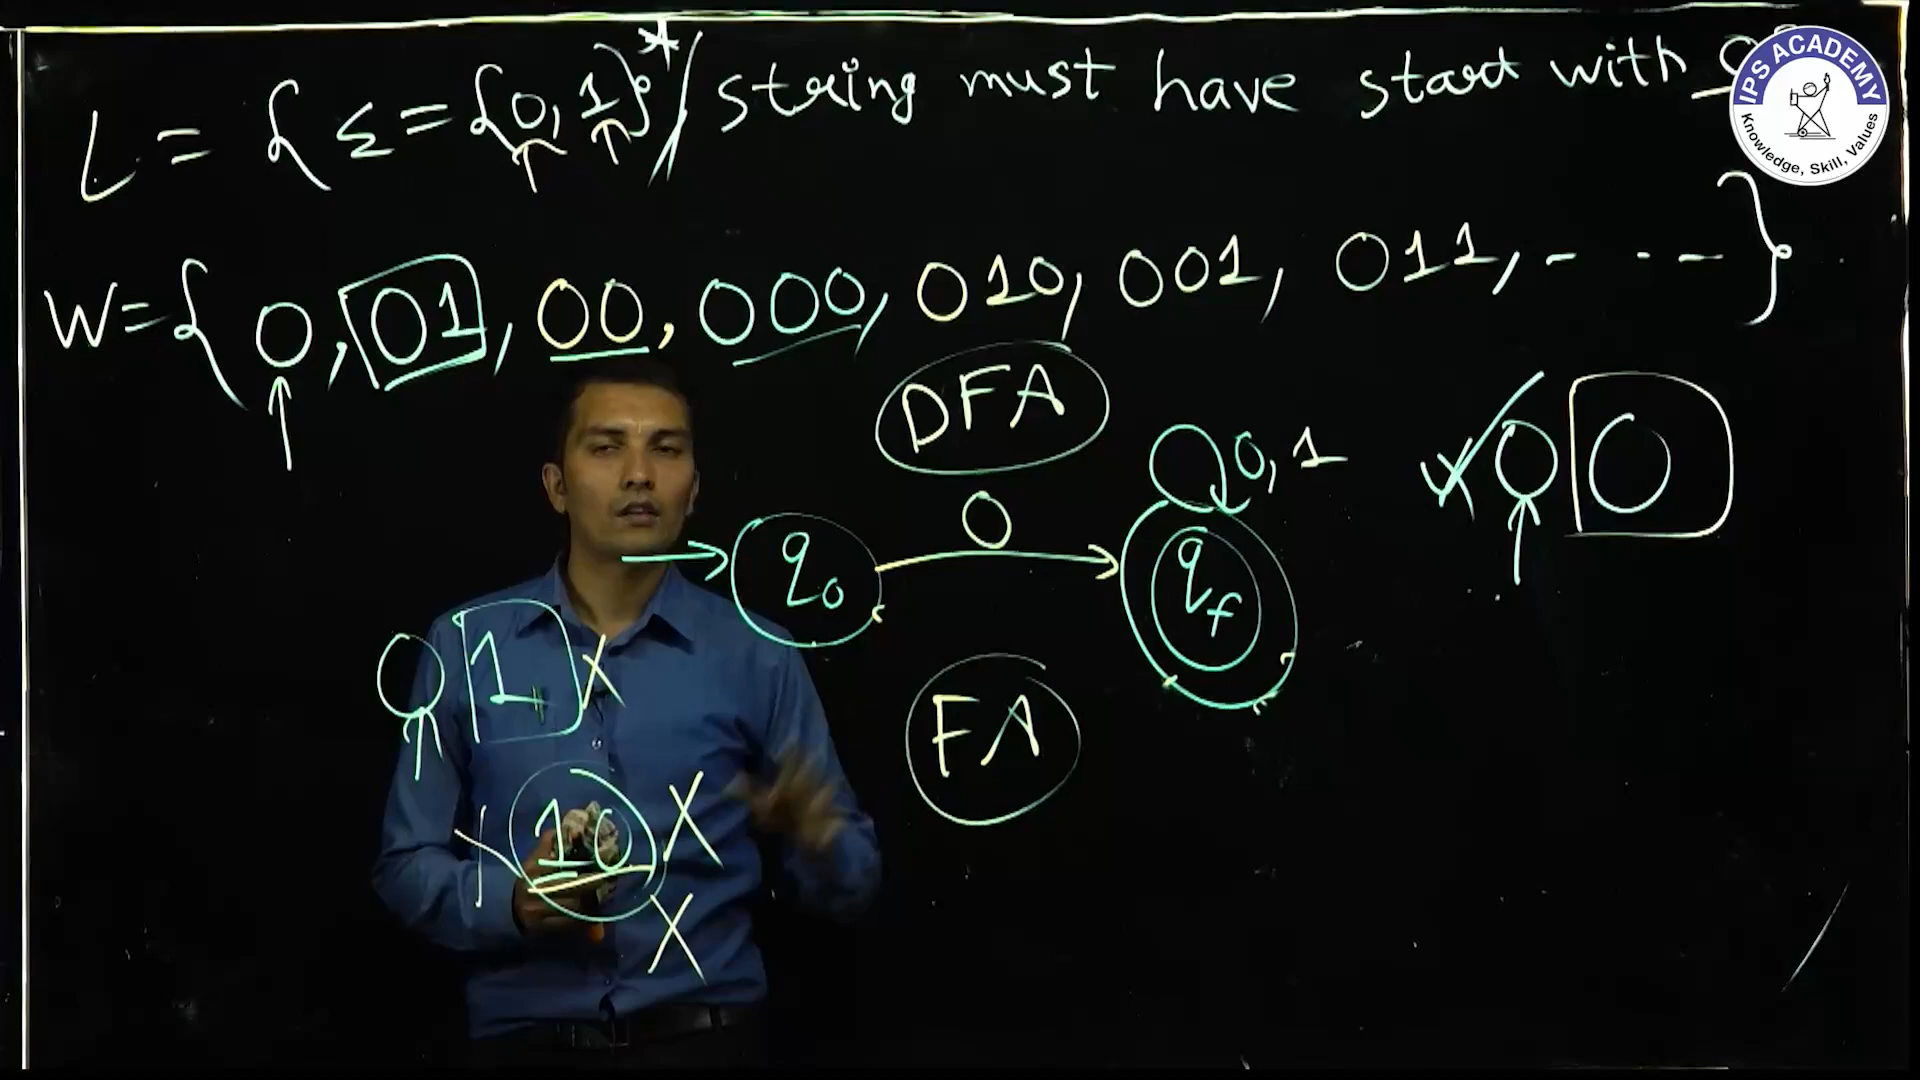 L = { Σ = {0, 1}* / string must have start with
IPS ACADEMY
Knowledge, Skill, Values
W = { 0, 01, 00, 000, 010, 001, 011, - - - }
DFA
0, 1
0 0
0
q0
qf
0 1 x
FA
10 X
X